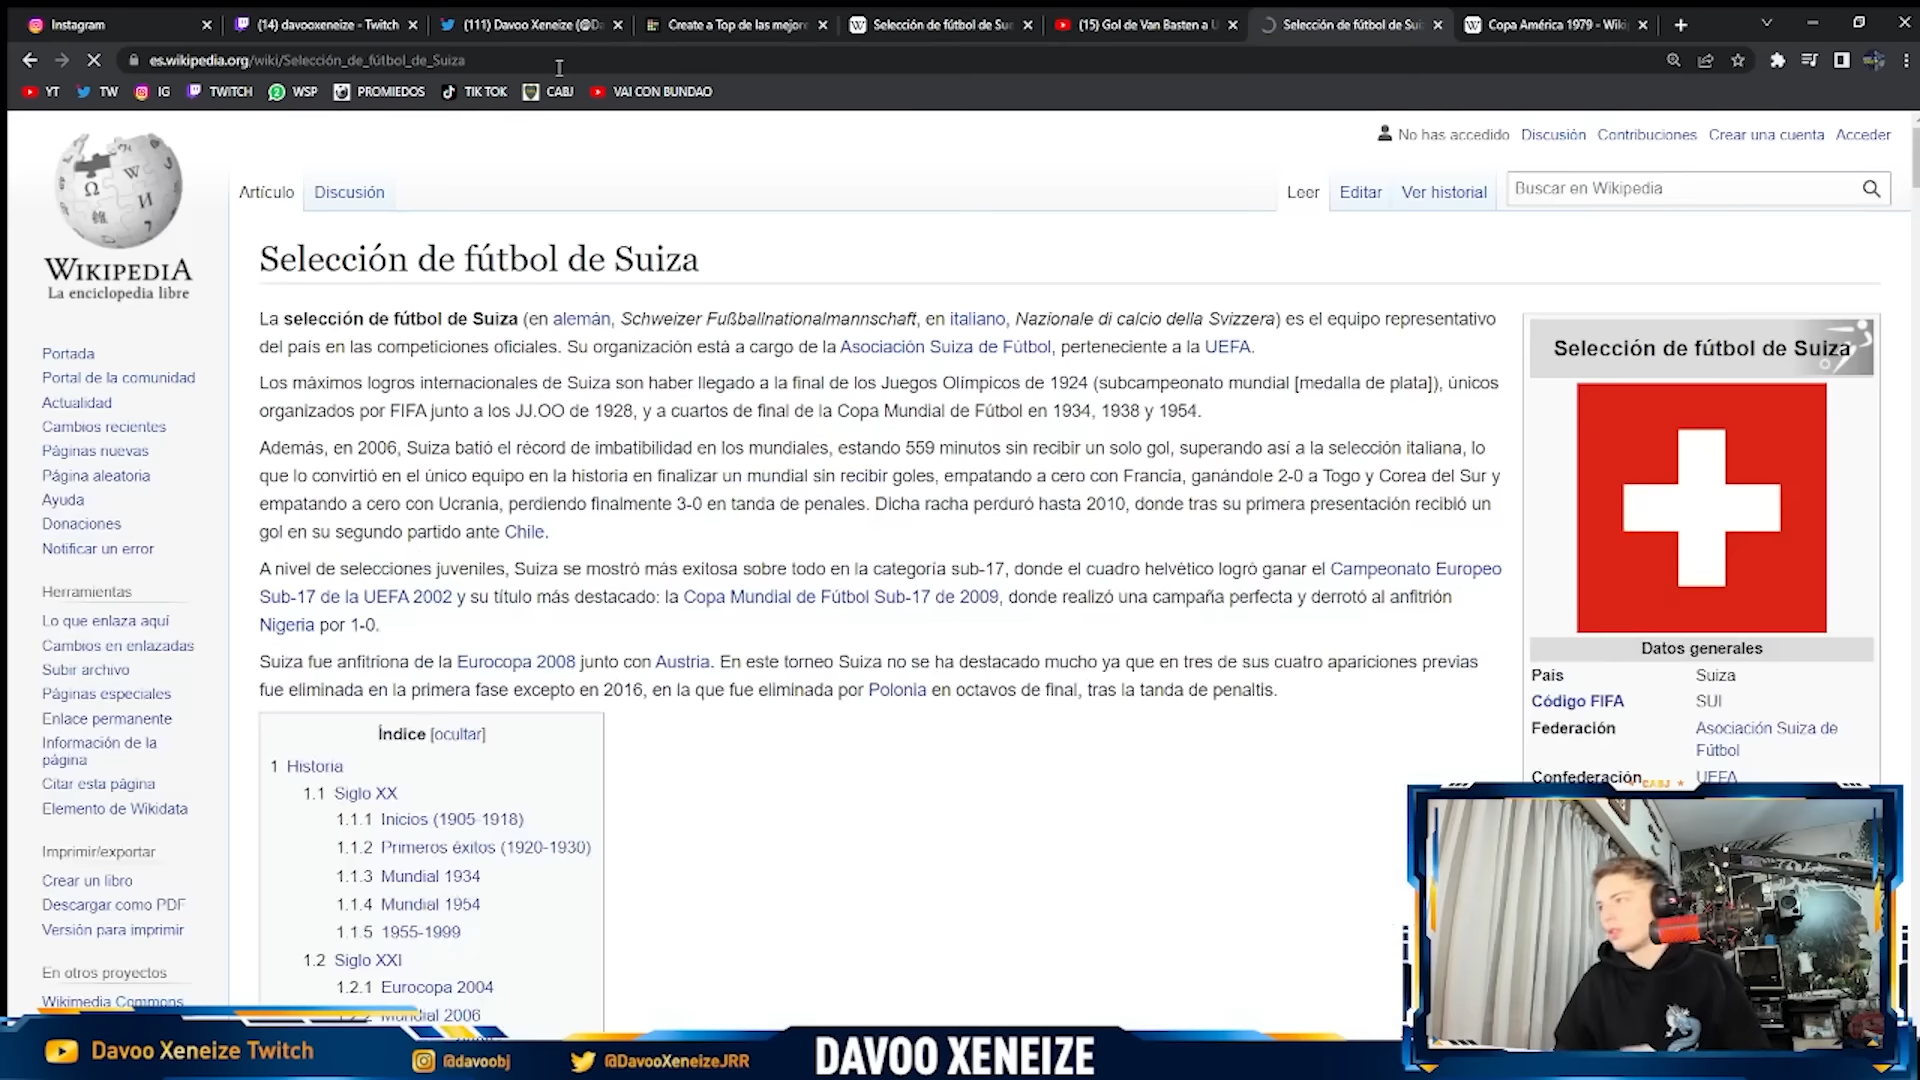 Instagram
(14) davooxeneize - Twitch
(111) Davoo Xeneize (@Da
Create a Top de las mejore
Selección de fútbol de Sue
(15) Gol de Van Basten a U
Selección de fútbol de Suiz
Copa América 1979 - Wiki
es.wikipedia.org/wiki/Selección_de_fútbol_de_Suiza
YT TW IG TWITCH WSP PROMIEDOS TIK TOK CABJ VAI CON BUNDAO
No has accedido Discusión Contribuciones Crear una cuenta Acceder
Artículo Discusión Leer Editar Ver historial Buscar en Wikipedia
WIKIPEDIA
La enciclopedia libre
Portada
Portal de la comunidad
Actualidad
Cambios recientes
Páginas nuevas
Página aleatoria
Ayuda
Donaciones
Notificar un error
Herramientas
Lo que enlaza aquí
Cambios en enlazadas
Subir archivo
Páginas especiales
Enlace permanente
Información de la
página
Citar esta página
Elemento de Wikidata
Imprimir/exportar
Crear un libro
Descargar como PDF
Versión para imprimir
En otros proyectos
Wikimedia Commons
Selección de fútbol de Suiza
La selección de fútbol de Suiza (en alemán, Schweizer Fußballnationalmannschaft, en italiano, Nazionale di calcio della Svizzera) es el equipo representativo
del país en las competiciones oficiales. Su organización está a cargo de la Asociación Suiza de Fútbol, perteneciente a la UEFA.
Los máximos logros internacionales de Suiza son haber llegado a la final de los Juegos Olímpicos de 1924 (subcampeonato mundial [medalla de plata]), únicos
organizados por FIFA junto a los JJ.OO de 1928, y a cuartos de final de la Copa Mundial de Fútbol en 1934, 1938 y 1954.
Además, en 2006, Suiza batió el récord de imbatibilidad en los mundiales, estando 559 minutos sin recibir un solo gol, superando así a la selección italiana, lo
que lo convirtió en el único equipo en la historia en finalizar un mundial sin recibir goles, empatando a cero con Francia, ganándole 2-0 a Togo y Corea del Sur y
empatando a cero con Ucrania, perdiendo finalmente 3-0 en tanda de penales. Dicha racha perduró hasta 2010, donde tras su primera presentación recibió un
gol en su segundo partido ante Chile.
A nivel de selecciones juveniles, Suiza se mostró más exitosa sobre todo en la categoría sub-17, donde el cuadro helvético logró ganar el Campeonato Europeo
Sub-17 de la UEFA 2002 y su título más destacado: la Copa Mundial de Fútbol Sub-17 de 2009, donde realizó una campaña perfecta y derrotó al anfitrión
Nigeria por 1-0.
Suiza fue anfitriona de la Eurocopa 2008 junto con Austria. En este torneo Suiza no se ha destacado mucho ya que en tres de sus cuatro apariciones previas
fue eliminada en la primera fase excepto en 2016, en la que fue eliminada por Polonia en octavos de final, tras la tanda de penaltis.
Índice [ocultar]
1 Historia
1.1 Siglo XX
1.1.1 Inicios (1905-1918)
1.1.2 Primeros éxitos (1920-1930)
1.1.3 Mundial 1934
1.1.4 Mundial 1954
1.1.5 1955-1999
1.2 Siglo XXI
1.2.1 Eurocopa 2004
1.2.2 Mundial 2006
Selección de fútbol de Suiza
Datos generales
País Suiza
Código FIFA SUI
Federación Asociación Suiza de
Fútbol
Confederación UEFA
CABJ
Davoo Xeneize Twitch @davoobj @DavooXeneizeJRR DAVOO XENEIZE